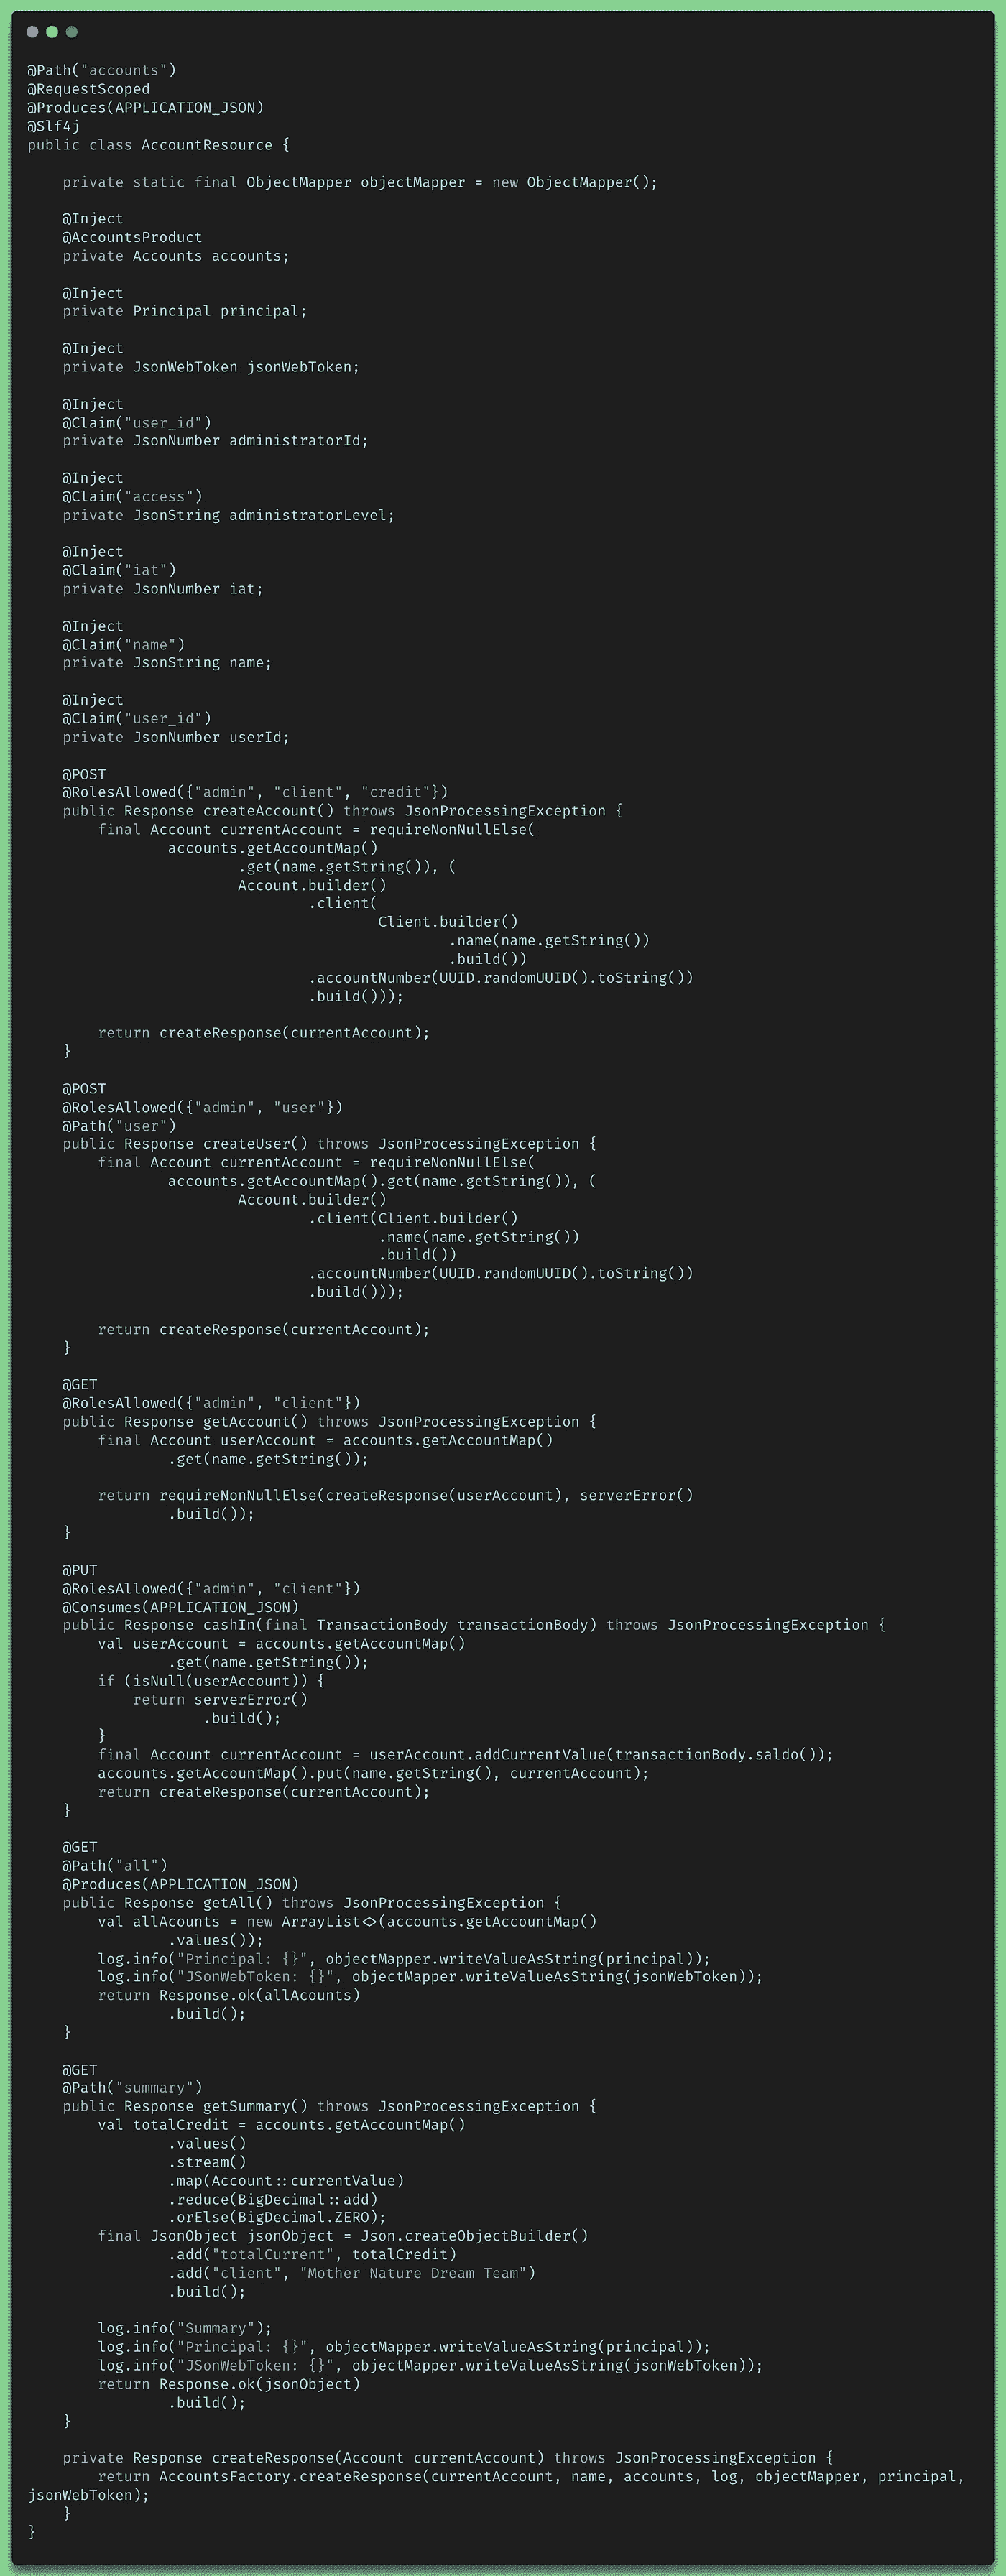 @Path("accounts")
@RequestScoped
@Produces(APPLICATION_JSON)
@Slf4j
public class AccountResource {

    private static final ObjectMapper objectMapper = new ObjectMapper();

    @Inject
    @AccountsProduct
    private Accounts accounts;

    @Inject
    private Principal principal;

    @Inject
    private JsonWebToken jsonWebToken;

    @Inject
    @Claim("user_id")
    private JsonNumber administratorId;

    @Inject
    @Claim("access")
    private JsonString administratorLevel;

    @Inject
    @Claim("iat")
    private JsonNumber iat;

    @Inject
    @Claim("name")
    private JsonString name;

    @Inject
    @Claim("user_id")
    private JsonNumber userId;

    @POST
    @RolesAllowed({"admin", "client", "credit"})
    public Response createAccount() throws JsonProcessingException {
        final Account currentAccount = requireNonNullElse(
                accounts.getAccountMap()
                        .get(name.getString()), (
                        Account.builder()
                                .client(
                                        Client.builder()
                                                .name(name.getString())
                                                .build())
                                .accountNumber(UUID.randomUUID().toString())
                                .build()));

        return createResponse(currentAccount);
    }

    @POST
    @RolesAllowed({"admin", "user"})
    @Path("user")
    public Response createUser() throws JsonProcessingException {
        final Account currentAccount = requireNonNullElse(
                accounts.getAccountMap().get(name.getString()), (
                        Account.builder()
                                .client(Client.builder()
                                        .name(name.getString())
                                        .build())
                                .accountNumber(UUID.randomUUID().toString())
                                .build()));

        return createResponse(currentAccount);
    }

    @GET
    @RolesAllowed({"admin", "client"})
    public Response getAccount() throws JsonProcessingException {
        final Account userAccount = accounts.getAccountMap()
                .get(name.getString());

        return requireNonNullElse(createResponse(userAccount), serverError()
                .build());
    }

    @PUT
    @RolesAllowed({"admin", "client"})
    @Consumes(APPLICATION_JSON)
    public Response cashIn(final TransactionBody transactionBody) throws JsonProcessingException {
        val userAccount = accounts.getAccountMap()
                .get(name.getString());
        if (isNull(userAccount)) {
            return serverError()
                    .build();
        }
        final Account currentAccount = userAccount.addCurrentValue(transactionBody.saldo());
        accounts.getAccountMap().put(name.getString(), currentAccount);
        return createResponse(currentAccount);
    }

    @GET
    @Path("all")
    @Produces(APPLICATION_JSON)
    public Response getAll() throws JsonProcessingException {
        val allAcounts = new ArrayList<>(accounts.getAccountMap()
                .values());
        log.info("Principal: {}", objectMapper.writeValueAsString(principal));
        log.info("JSonWebToken: {}", objectMapper.writeValueAsString(jsonWebToken));
        return Response.ok(allAcounts)
                .build();
    }

    @GET
    @Path("summary")
    public Response getSummary() throws JsonProcessingException {
        val totalCredit = accounts.getAccountMap()
                .values()
                .stream()
                .map(Account::currentValue)
                .reduce(BigDecimal::add)
                .orElse(BigDecimal.ZERO);
        final JsonObject jsonObject = Json.createObjectBuilder()
                .add("totalCurrent", totalCredit)
                .add("client", "Mother Nature Dream Team")
                .build();

        log.info("Summary");
        log.info("Principal: {}", objectMapper.writeValueAsString(principal));
        log.info("JSonWebToken: {}", objectMapper.writeValueAsString(jsonWebToken));
        return Response.ok(jsonObject)
                .build();
    }

    private Response createResponse(Account currentAccount) throws JsonProcessingException {
        return AccountsFactory.createResponse(currentAccount, name, accounts, log, objectMapper, principal,
jsonWebToken);
    }
}